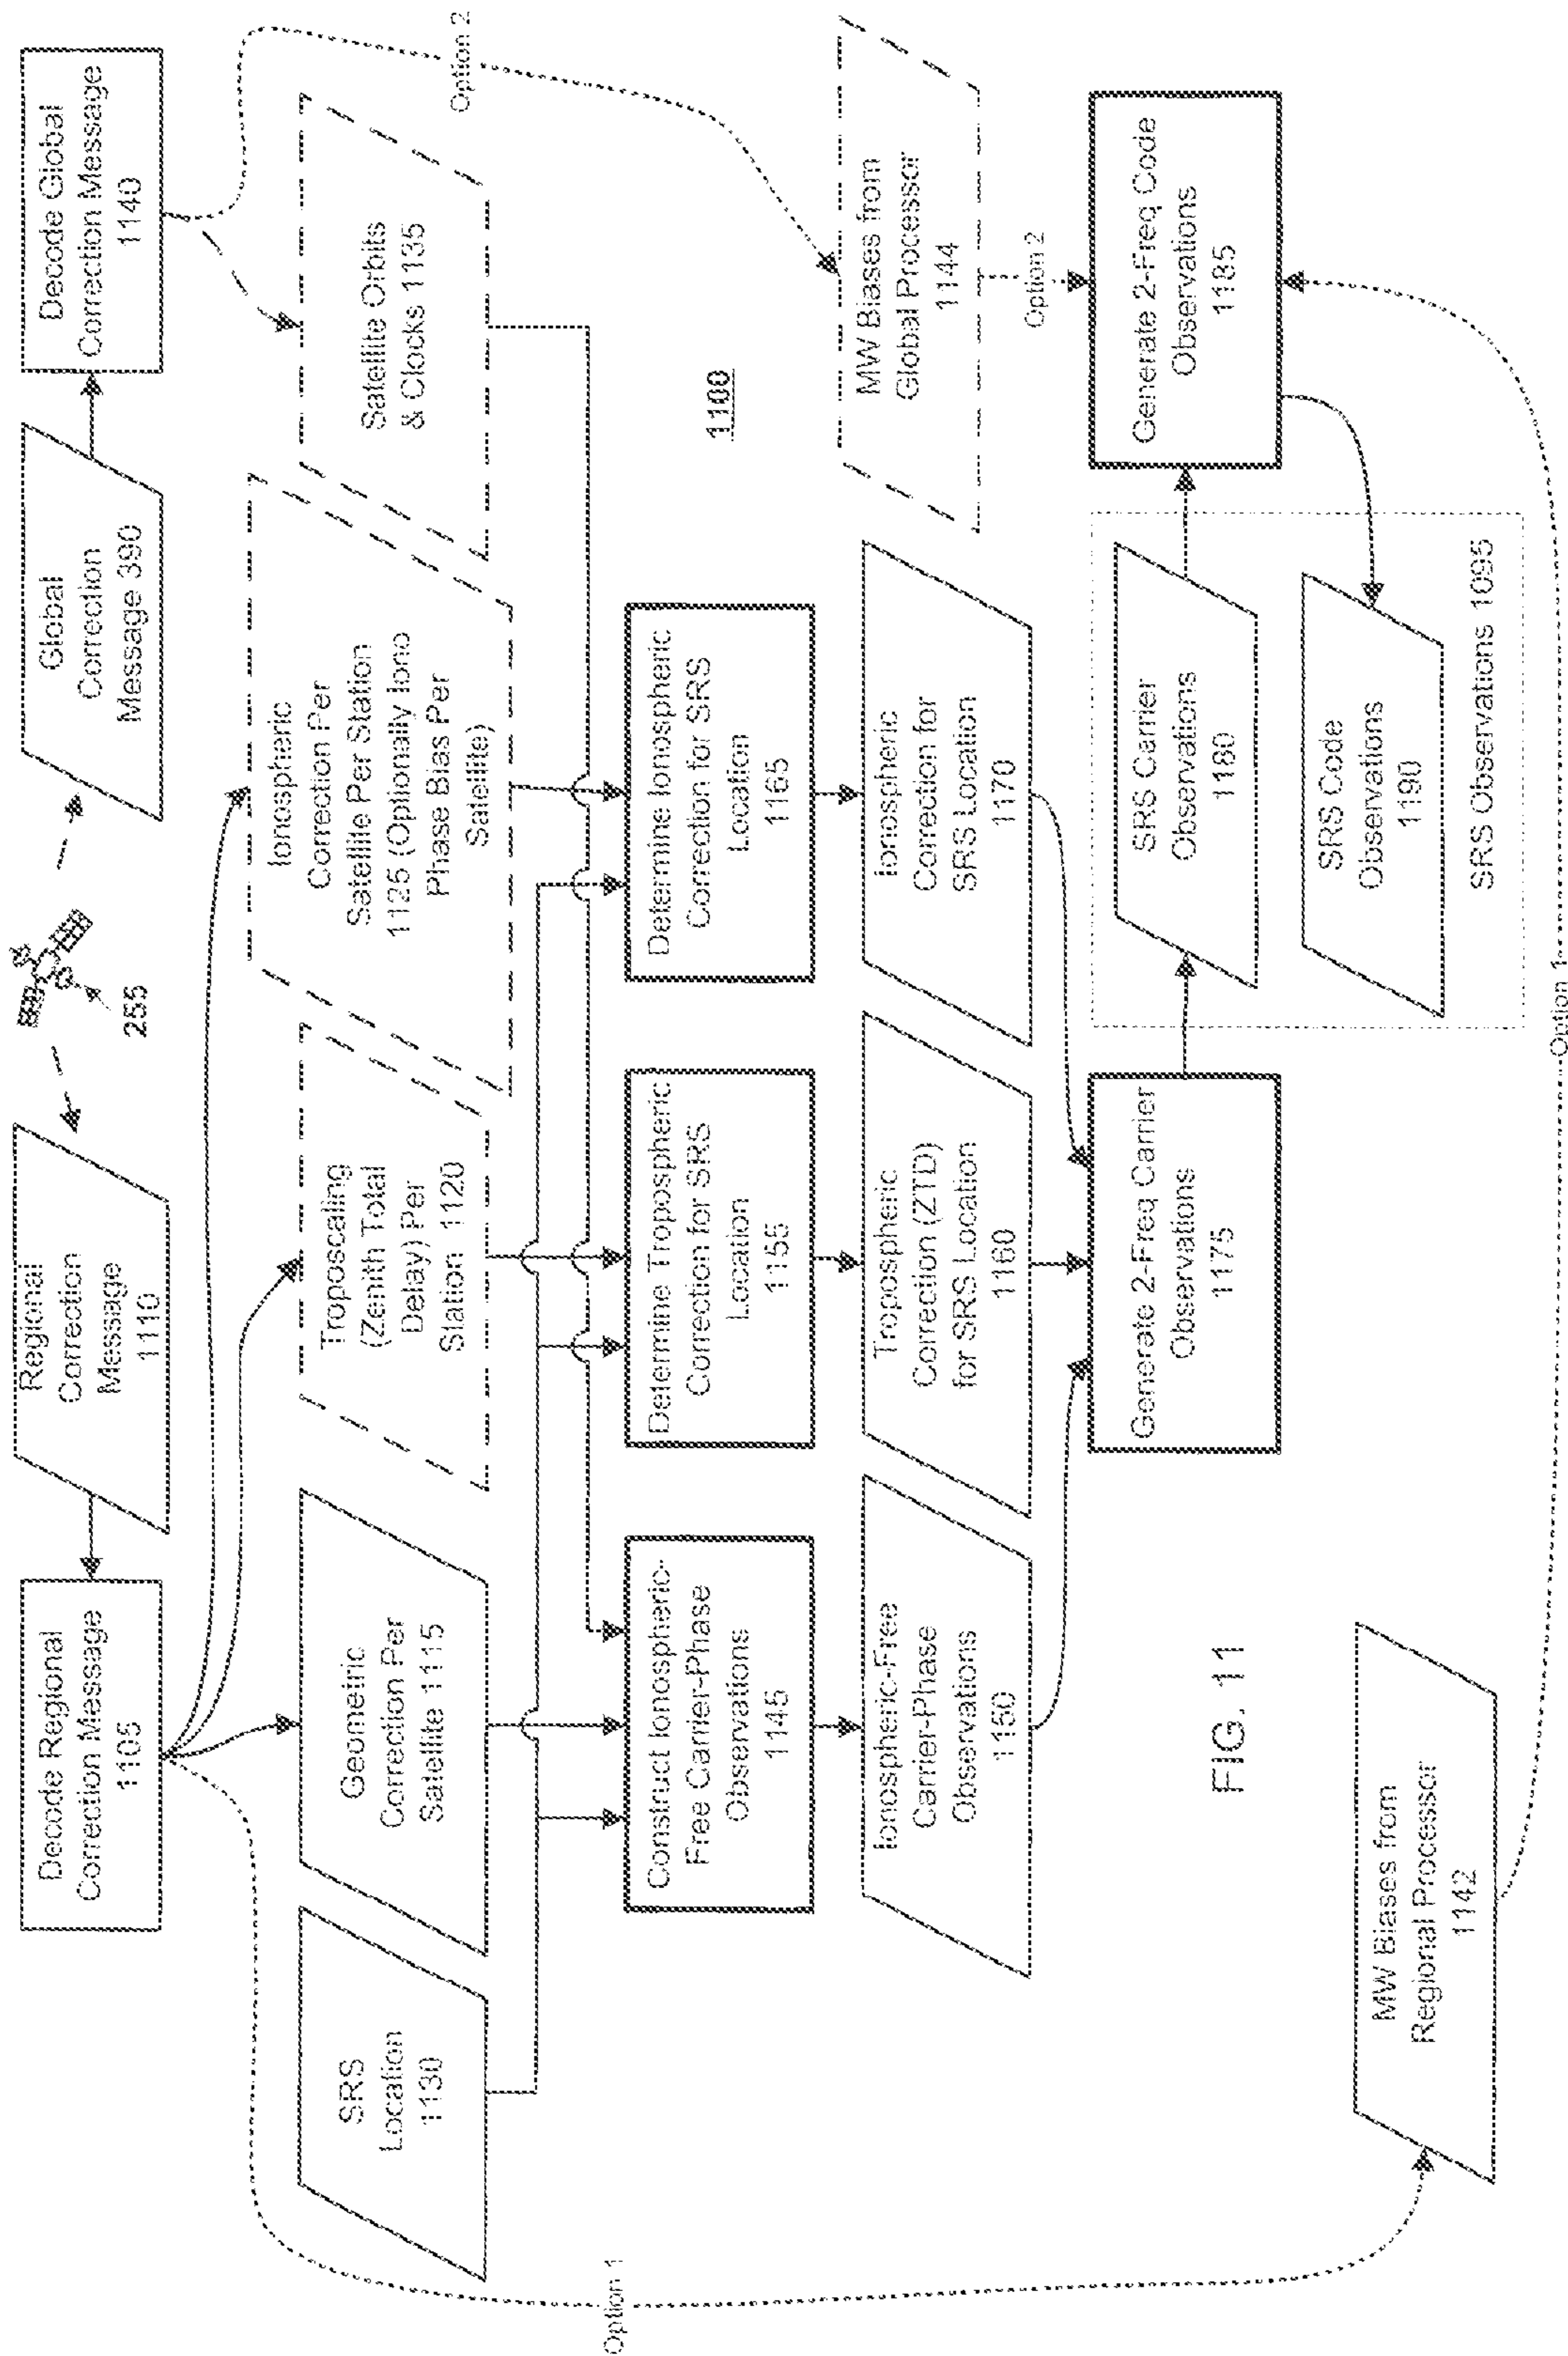 Decode Regional
Correction Message
1105
Regional
Correction
Message
1110
255
Global
Correction
Message 390
Decode Global
Correction Message
1140
SRS
Location
1130
Geometric
Correction Per
Satellite 1115
Troposcaling
(Zenith Total
Delay) Per
Station 1120
Ionospheric
Correction Per
Satellite Per Station
1125 (Optionally Iono
Phase Bias Per
Satellite)
Satellite Orbits
& Clocks 1135
Option 2
Option 1
Construct Ionospheric-
Free Carrier-Phase
Observations
1145
Determine Tropospheric
Correction for SRS
Location
1155
Determine Ionospheric
Correction for SRS
Location
1165
1100
Ionospheric-Free
Carrier-Phase
Observations
1150
Tropospheric
Correction (ZTD)
for SRS Location
1160
Ionospheric
Correction for
SRS Location
1170
MW Biases from
Global Processor
1144
Option 2
Generate 2-Freq Carrier
Observations
1175
SRS Carrier
Observations
1180
Generate 2-Freq Code
Observations
1185
SRS Code
Observations
1190
SRS Observations 1095
FIG. 11
MW Biases from
Regional Processor
1142
Option 1